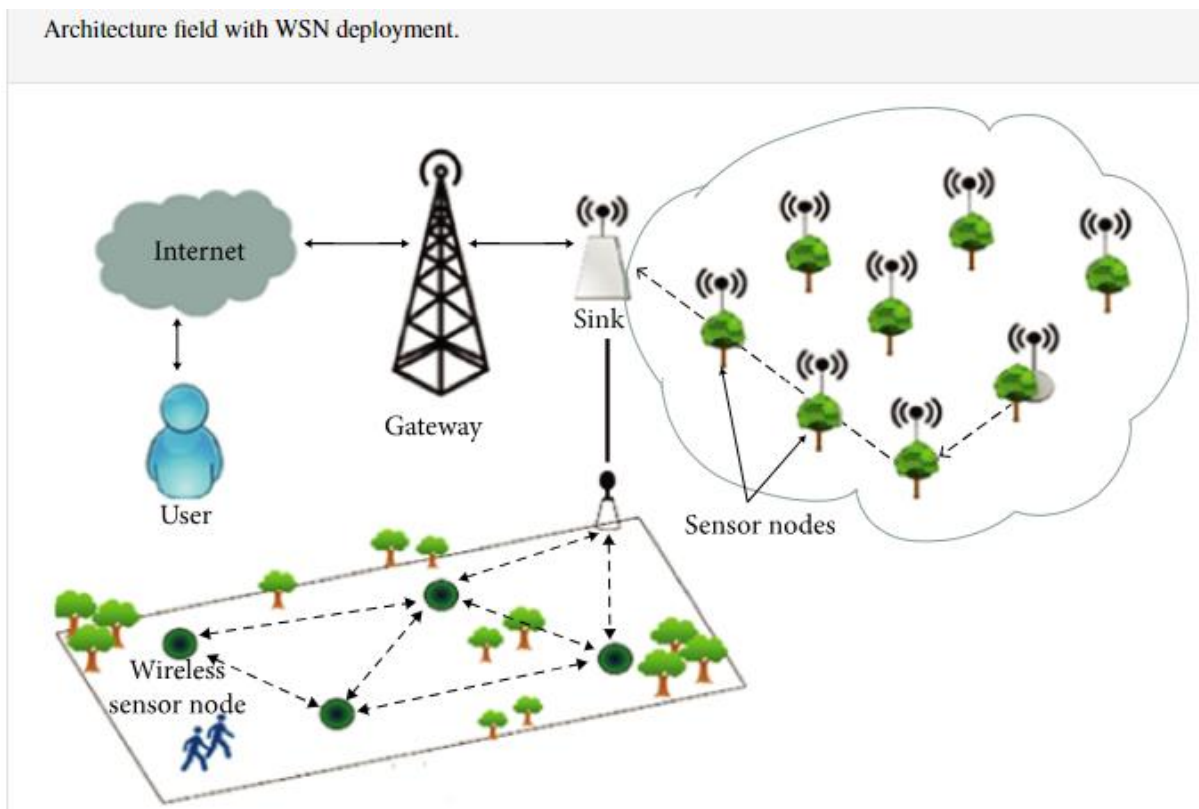 Architecture field with WSN deployment.
Internet
Sink
Gateway
User
Sensor nodes
Wireless
sensor node